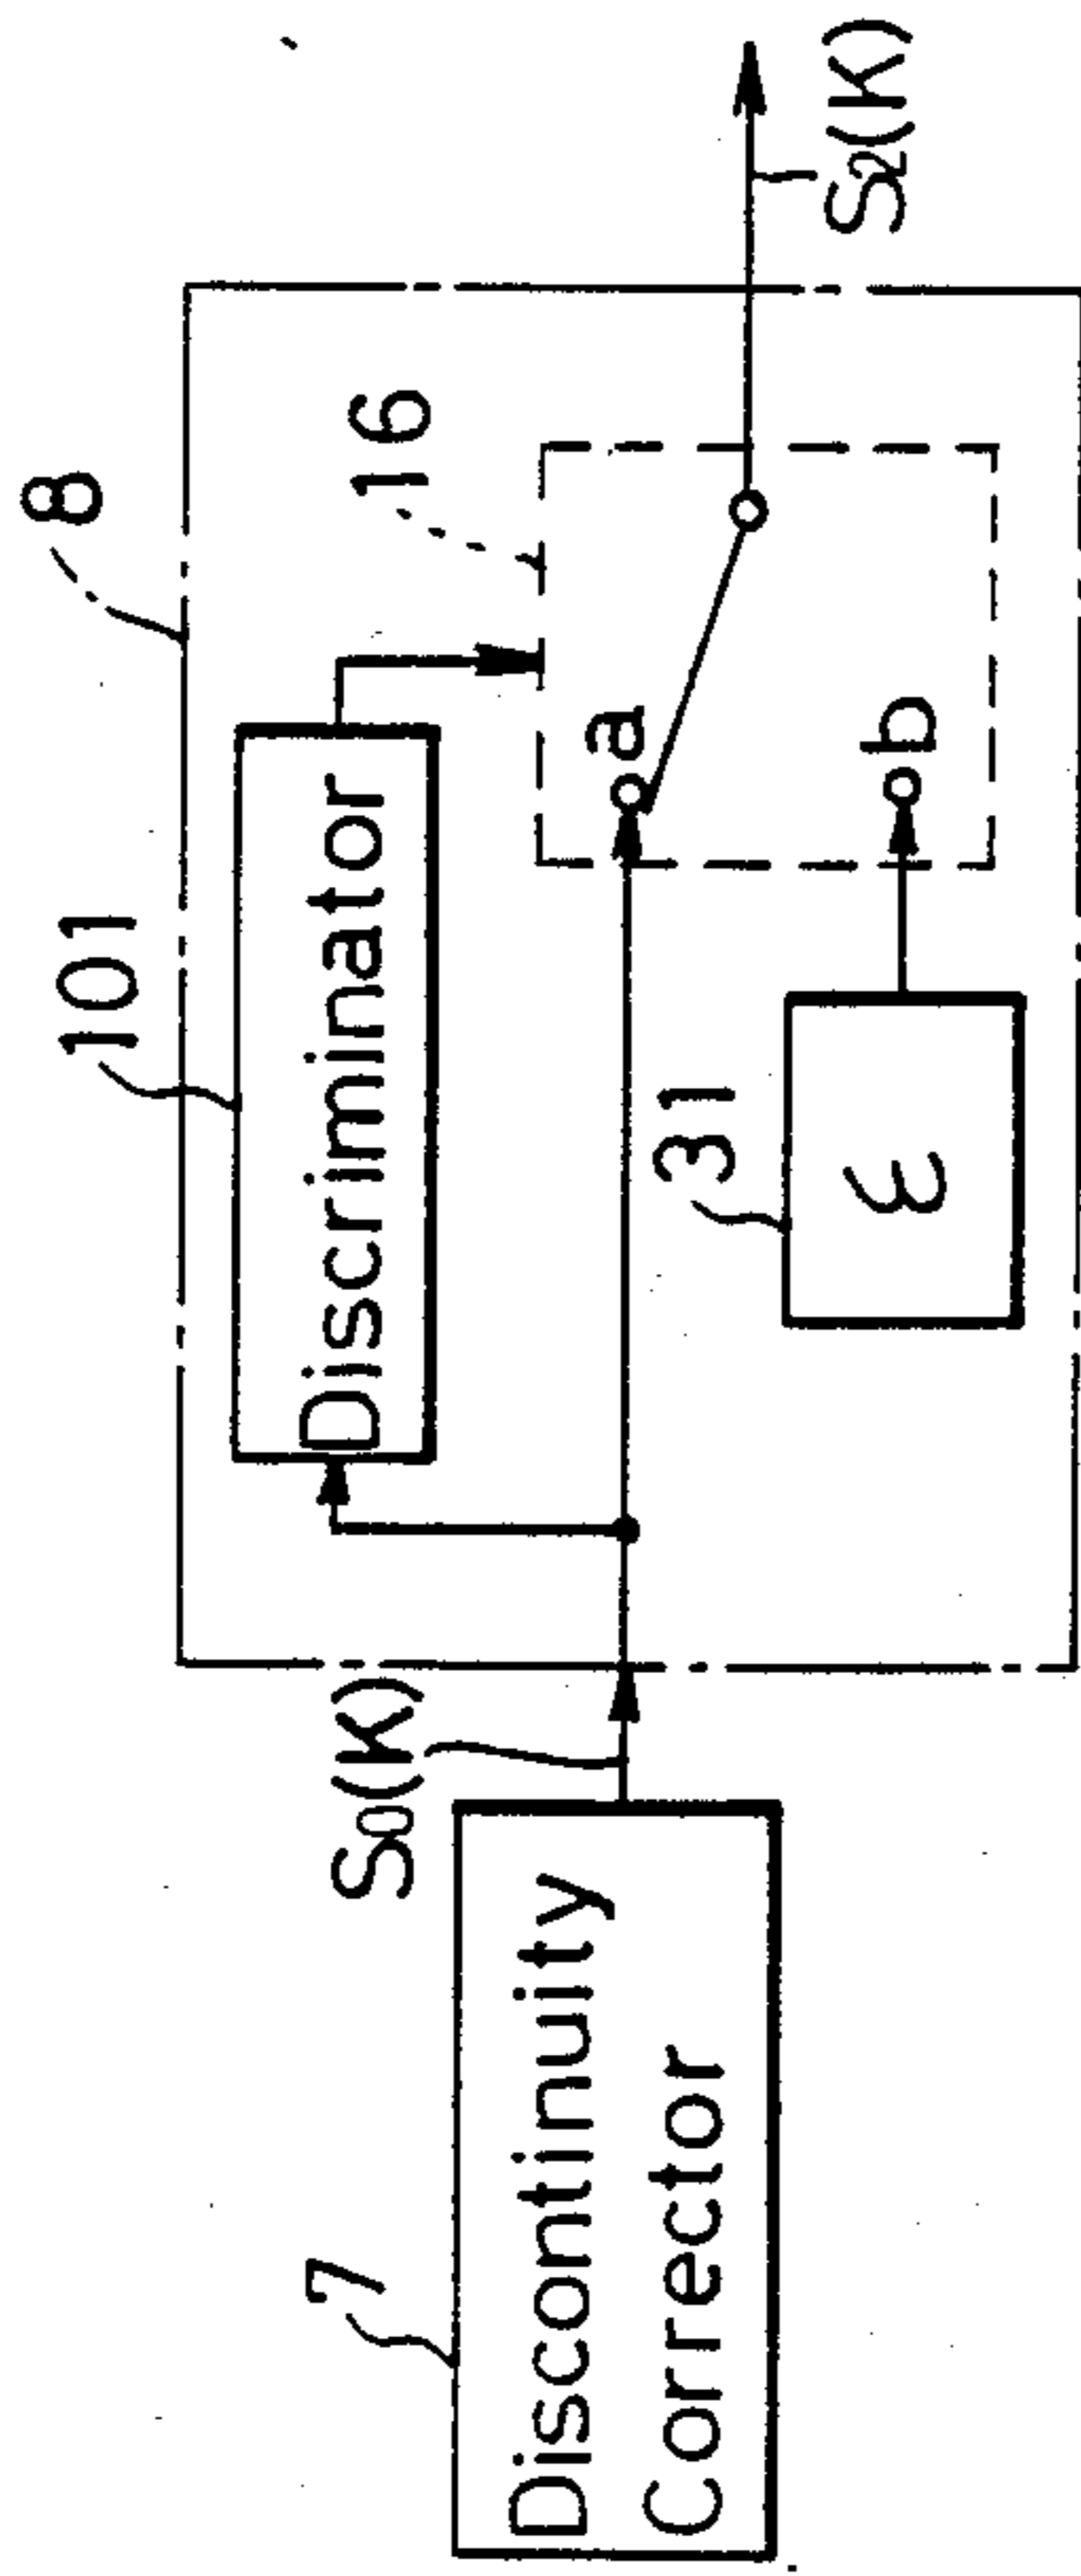 7
Discontinuity
Corrector
S₀(K)
8
101
Discriminator
16
a
b
31
ε
S₂(K)